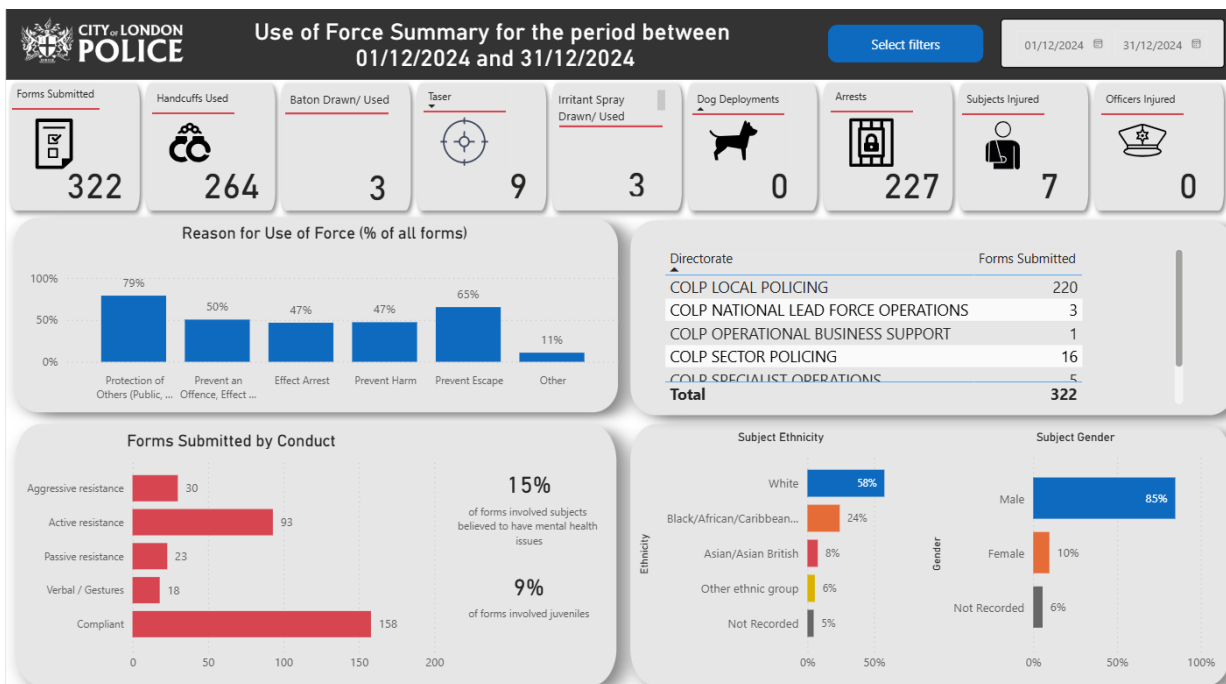 CITY of LONDON
POLICE
Use of Force Summary for the period between
01/12/2024 and 31/12/2024
Select filters
01/12/2024
31/12/2024
Forms Submitted
322
Handcuffs Used
264
Baton Drawn/ Used
3
Taser
9
Irritant Spray
Drawn/ Used
3
Dog Deployments
0
Arrests
227
Subjects Injured
7
Officers Injured
0
Reason for Use of Force (% of all forms)
100%
50%
0%
79%
50%
47%
47%
65%
11%
Protection of
Others (Public, ...
Prevent an
Offence, Effect ...
Effect Arrest
Prevent Harm
Prevent Escape
Other
Directorate Forms Submitted
COLP LOCAL POLICING 220
COLP NATIONAL LEAD FORCE OPERATIONS 3
COLP OPERATIONAL BUSINESS SUPPORT 1
COLP SECTOR POLICING 16
COLP SPECIALIST OPERATIONS 5
Total 322
Forms Submitted by Conduct
Aggressive resistance 30
Active resistance 93
Passive resistance 23
Verbal / Gestures 18
Compliant 158
0 50 100 150 200
15%
of forms involved subjects
believed to have mental health
issues
9%
of forms involved juveniles
Subject Ethnicity
Ethnicity
White 58%
Black/African/Caribbean... 24%
Asian/Asian British 8%
Other ethnic group 6%
Not Recorded 5%
0% 50%
Subject Gender
Gender
Male 85%
Female 10%
Not Recorded 6%
0% 50% 100%